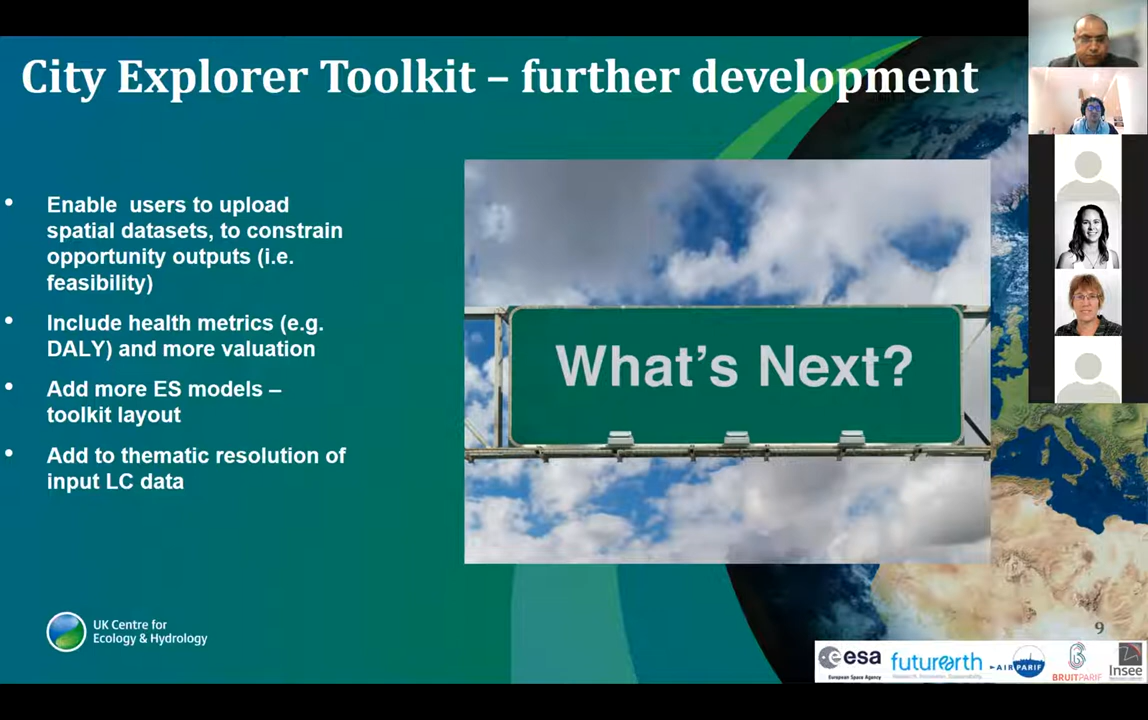 City Explorer Toolkit – further development
• Enable users to upload
spatial datasets, to constrain
opportunity outputs (i.e.
feasibility)
• Include health metrics (e.g.
DALY) and more valuation
• Add more ES models –
toolkit layout
• Add to thematic resolution of
input LC data
What's Next?
UK Centre for
Ecology & Hydrology
9
esa
European Space Agency
futurearth
AIRPARIF
BRUITPARIF
Insee